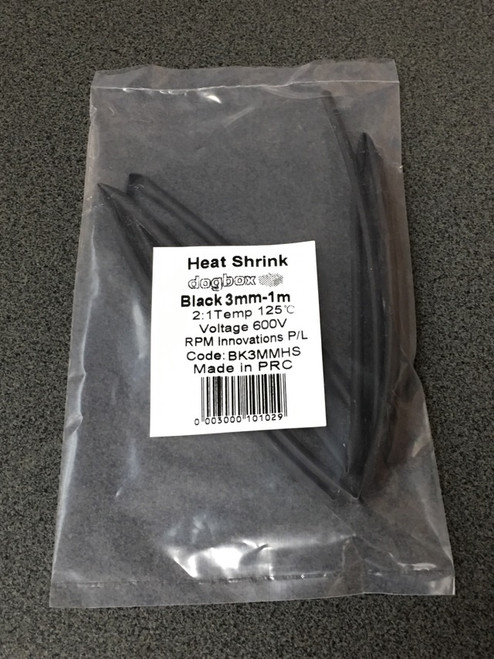 Heat Shrink
dogbox
Black 3mm-1m
2:1Temp 125℃
Voltage 600V
RPM Innovations P/L
Code: BK3MMHS
Made in PRC
0 003000 101029